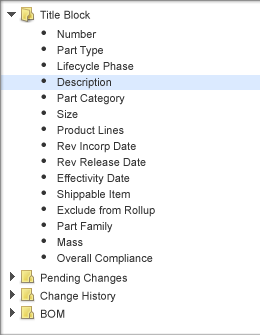 Title Block
Number
Part Type
Lifecycle Phase
Description
Part Category
Size
Product Lines
Rev Incorp Date
Rev Release Date
Effectivity Date
Shippable Item
Exclude from Rollup
Part Family
Mass
Overall Compliance
Pending Changes
Change History
BOM